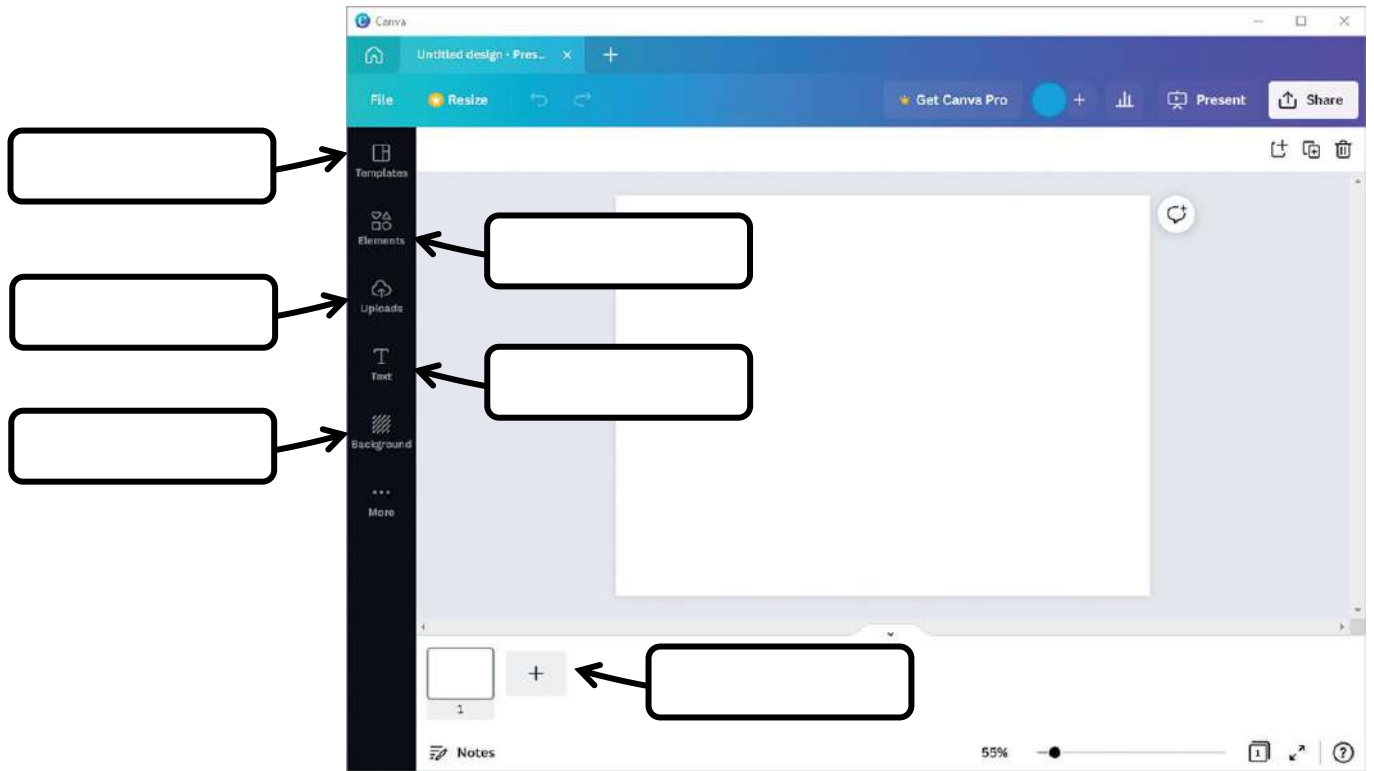 Canva
Untitled design - Pres...
File Resize Get Canva Pro Present Share
Templates
Elements
Uploads
Text
Background
More
1
Notes 55% 1